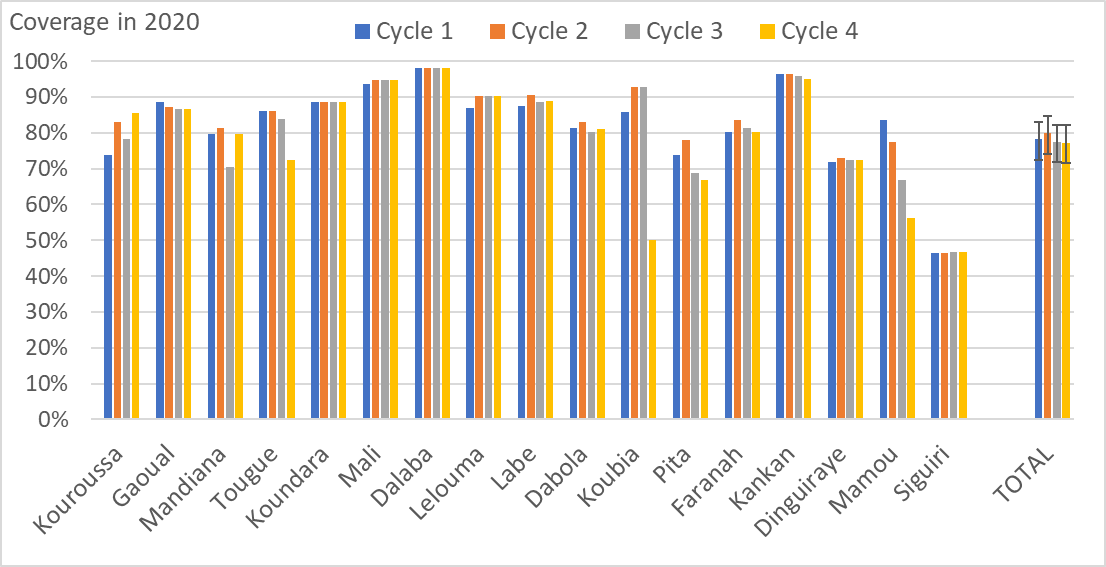 Coverage in 2020
Cycle 1 Cycle 2 Cycle 3 Cycle 4
100%
90%
80%
70%
60%
50%
40%
30%
20%
10%
0%
Kouroussa
Gaoual
Mandiana
Tougue
Koundara
Mali
Dalaba
Lelouma
Labe
Dabola
Koubia
Pita
Faranah
Kankan
Dinguiraye
Mamou
Siguiri
TOTAL